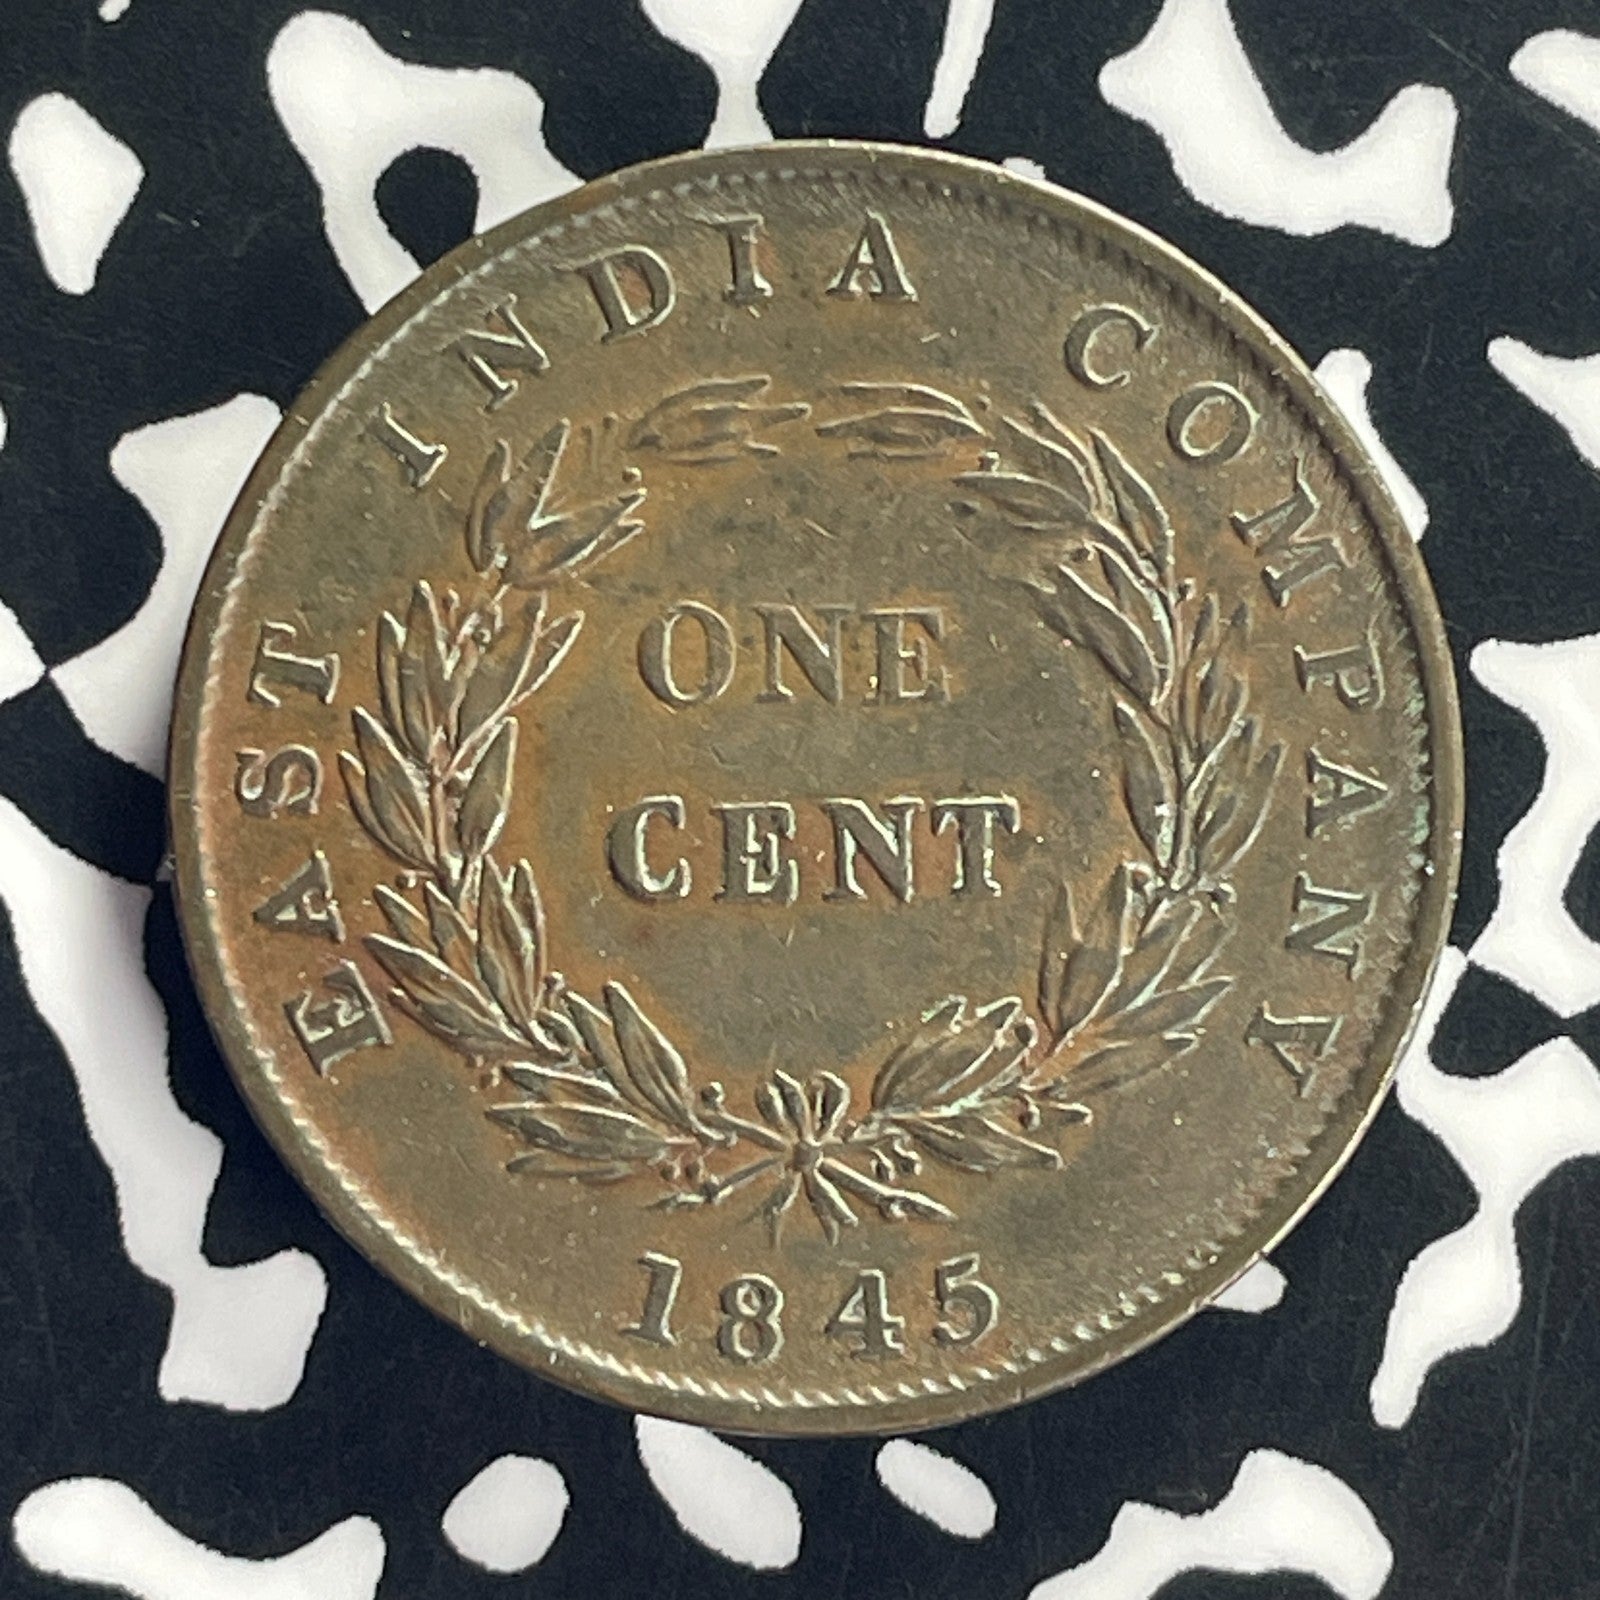 EAST INDIA COMPANY
ONE
CENT
1845